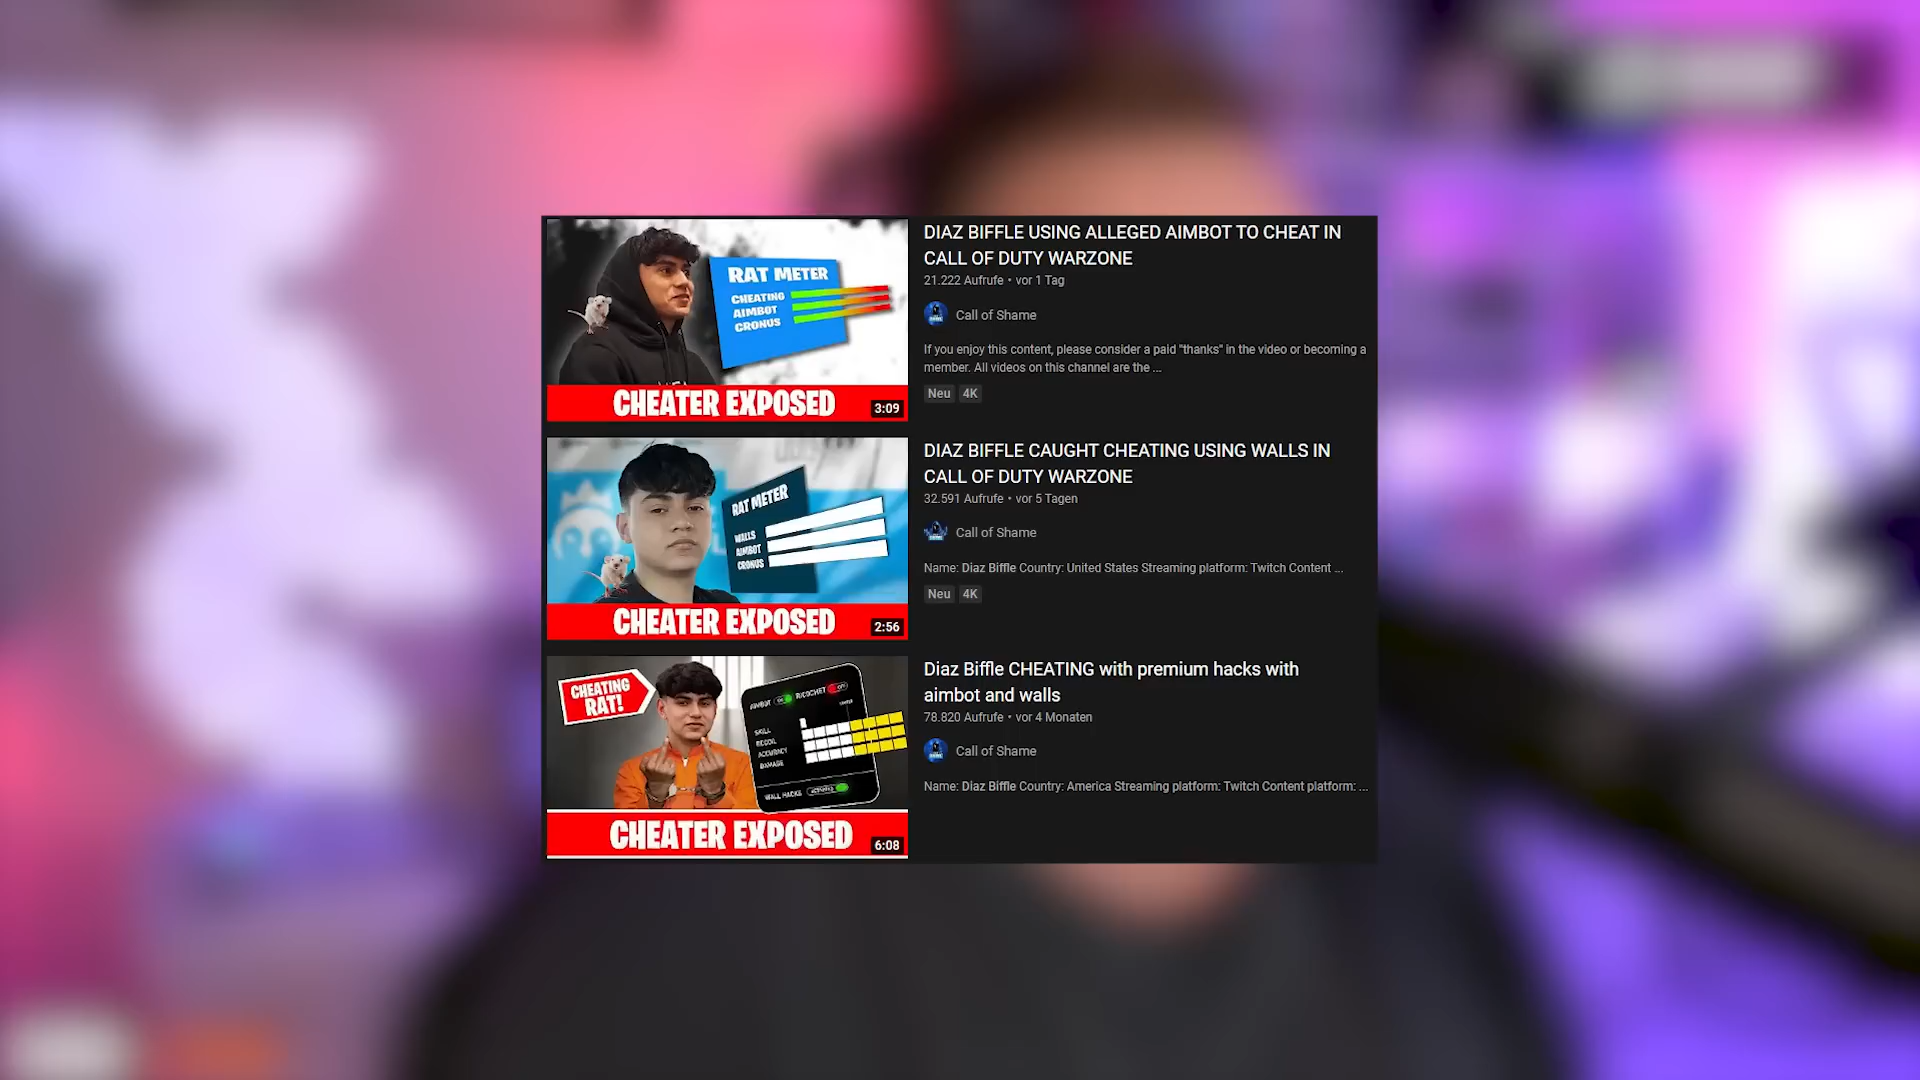 RAT METER
CHEATING
AIMBOT
CRONUS
CHEATER EXPOSED
3:09
DIAZ BIFFLE USING ALLEGED AIMBOT TO CHEAT IN
CALL OF DUTY WARZONE
21.222 Aufrufe • vor 1 Tag
Call of Shame
If you enjoy this content, please consider a paid "thanks" in the video or becoming a
member. All videos on this channel are the ...
Neu 4K
RAT METER
WALLS
AIMBOT
CRONUS
CHEATER EXPOSED
2:56
DIAZ BIFFLE CAUGHT CHEATING USING WALLS IN
CALL OF DUTY WARZONE
32.591 Aufrufe • vor 5 Tagen
Call of Shame
Name: Diaz Biffle Country: United States Streaming platform: Twitch Content ...
Neu 4K
CHEATING
RAT!
AIMBOT ON RICOCHET OFF
SKILL
RECOIL
ACCURACY
DAMAGE
WALL HACKS ACTIVATED
CHEATER EXPOSED
6:08
Diaz Biffle CHEATING with premium hacks with
aimbot and walls
78.820 Aufrufe • vor 4 Monaten
Call of Shame
Name: Diaz Biffle Country: America Streaming platform: Twitch Content platform: ...